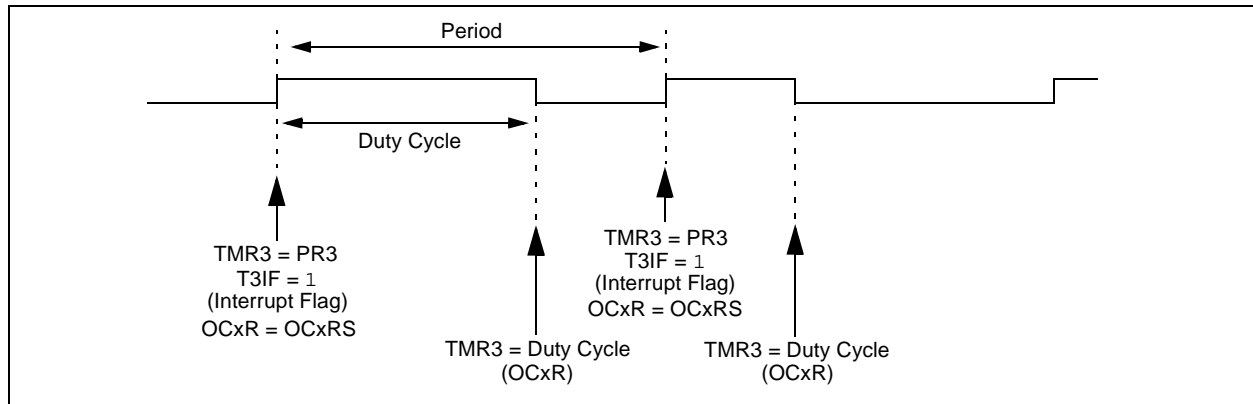 Period
Duty Cycle
TMR3 = PR3
T3IF = 1
(Interrupt Flag)
OCxR = OCxRS
TMR3 = Duty Cycle
(OCxR)
TMR3 = PR3
T3IF = 1
(Interrupt Flag)
OCxR = OCxRS
TMR3 = Duty Cycle
(OCxR)